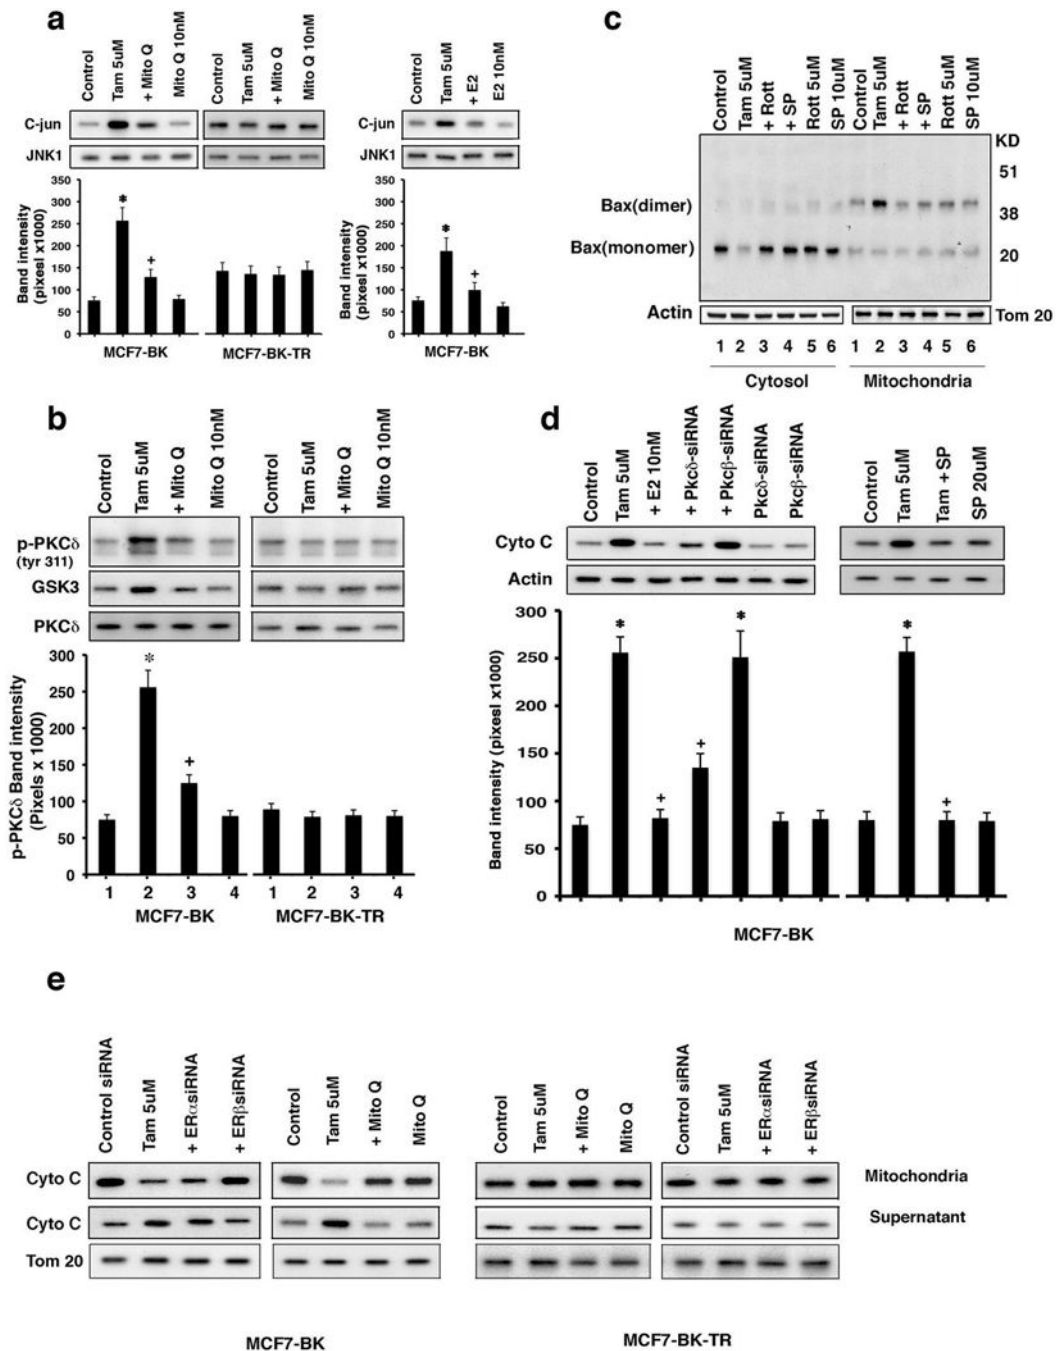 a
Control
Tam 5uM
+ Mito Q
Mito Q 10nM
Control
Tam 5uM
+ Mito Q
Mito Q 10nM
Control
Tam 5uM
+ E2
E2 10nM
C-jun
C-jun
JNK1
JNK1
Band intensity
(pixesl x1000)
350
300
250
200
150
100
50
0
*
+
MCF7-BK
MCF7-BK-TR
Band intensity
(pixesl x1000)
350
300
250
200
150
100
50
0
*
+
MCF7-BK
c
Control
Tam 5uM
+ Rott
+ SP
Rott 5uM
SP 10uM
Control
Tam 5uM
+ Rott
+ SP
Rott 5uM
SP 10uM
KD
51
Bax(dimer)
38
Bax(monomer)
20
Actin
Tom 20
1 2 3 4 5 6 1 2 3 4 5 6
Cytosol Mitochondria
b
Control
Tam 5uM
+ Mito Q
Mito Q 10nM
Control
Tam 5uM
+ Mito Q
Mito Q 10nM
p-PKCδ
(tyr 311)
GSK3
PKCδ
p-PKCδ Band intensity
(Pixels x 1000)
300
250
200
150
100
50
0
*
+
1 2 3 4 1 2 3 4
MCF7-BK MCF7-BK-TR
d
Control
Tam 5uM
+ E2 10nM
+ Pkcδ-siRNA
+ Pkcβ-siRNA
Pkcδ-siRNA
Pkcβ-siRNA
Control
Tam 5uM
Tam + SP
SP 20uM
Cyto C
Actin
Band intensity (pixesl x1000)
300
250
200
150
100
50
0
*
+
+
*
*
+
MCF7-BK
e
Control siRNA
Tam 5uM
+ ERαsiRNA
+ ERβsiRNA
Control
Tam 5uM
+ Mito Q
Mito Q
Control
Tam 5uM
+ Mito Q
Mito Q
Control siRNA
Tam 5uM
+ ERαsiRNA
+ ERβsiRNA
Cyto C
Mitochondria
Cyto C
Supernatant
Tom 20
MCF7-BK
MCF7-BK-TR